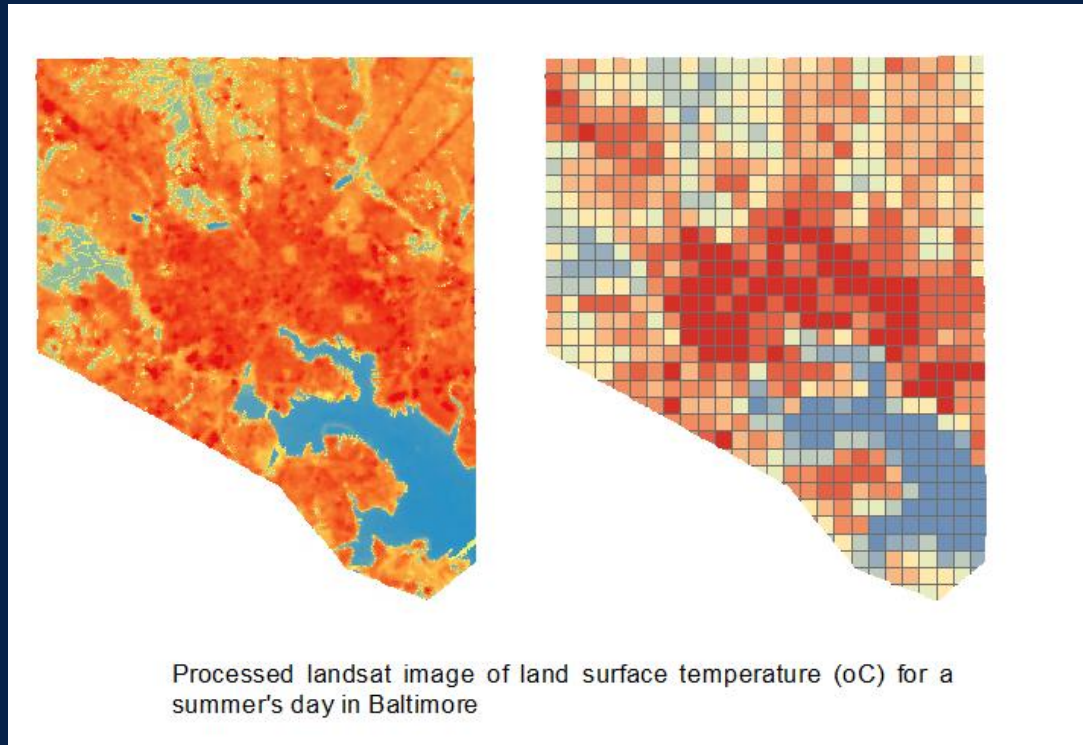 Processed landsat image of land surface temperature (oC) for a
summer's day in Baltimore